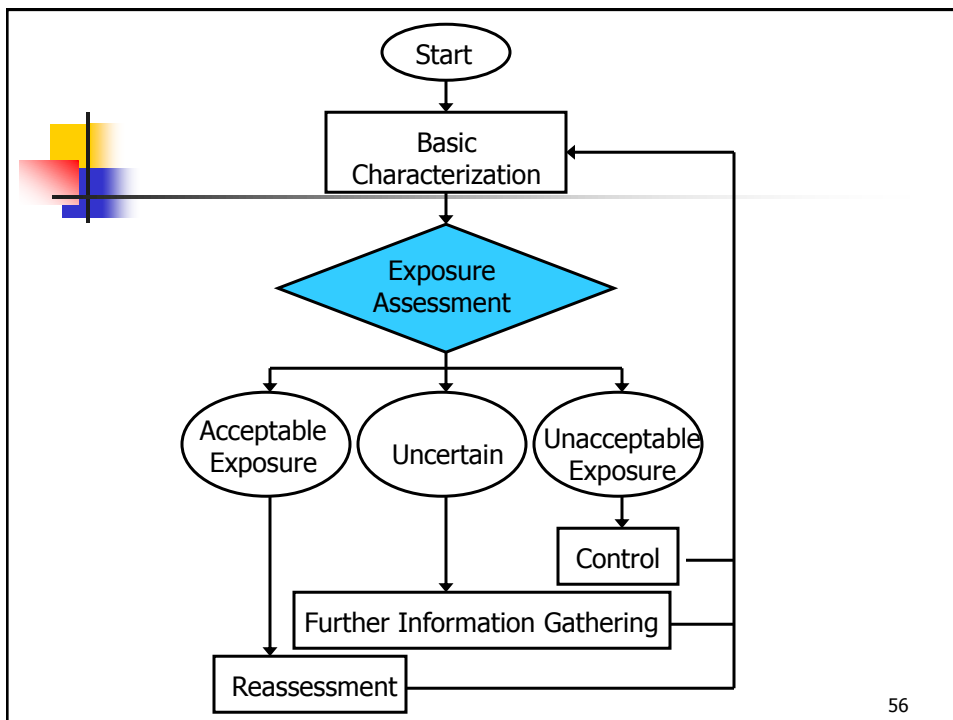 Start
Basic
Characterization
Exposure
Assessment
Acceptable
Exposure
Uncertain
Unacceptable
Exposure
Control
Further Information Gathering
Reassessment
56